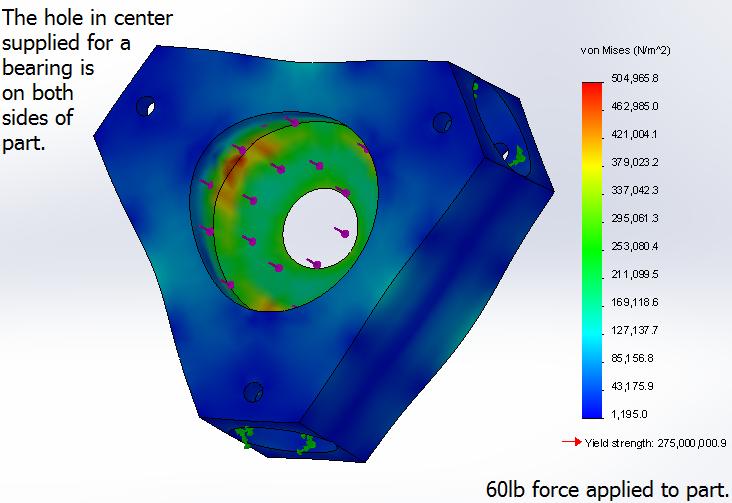 The hole in center
supplied for a
bearing is
on both
sides of
part.
von Mises (N/m^2)
504,965.8
462,985.0
421,004.1
379,023.2
337,042.3
295,061.3
253,080.4
211,099.5
169,118.6
127,137.7
85,156.8
43,175.9
1,195.0
Yield strength: 275,000,000.9
60lb force applied to part.